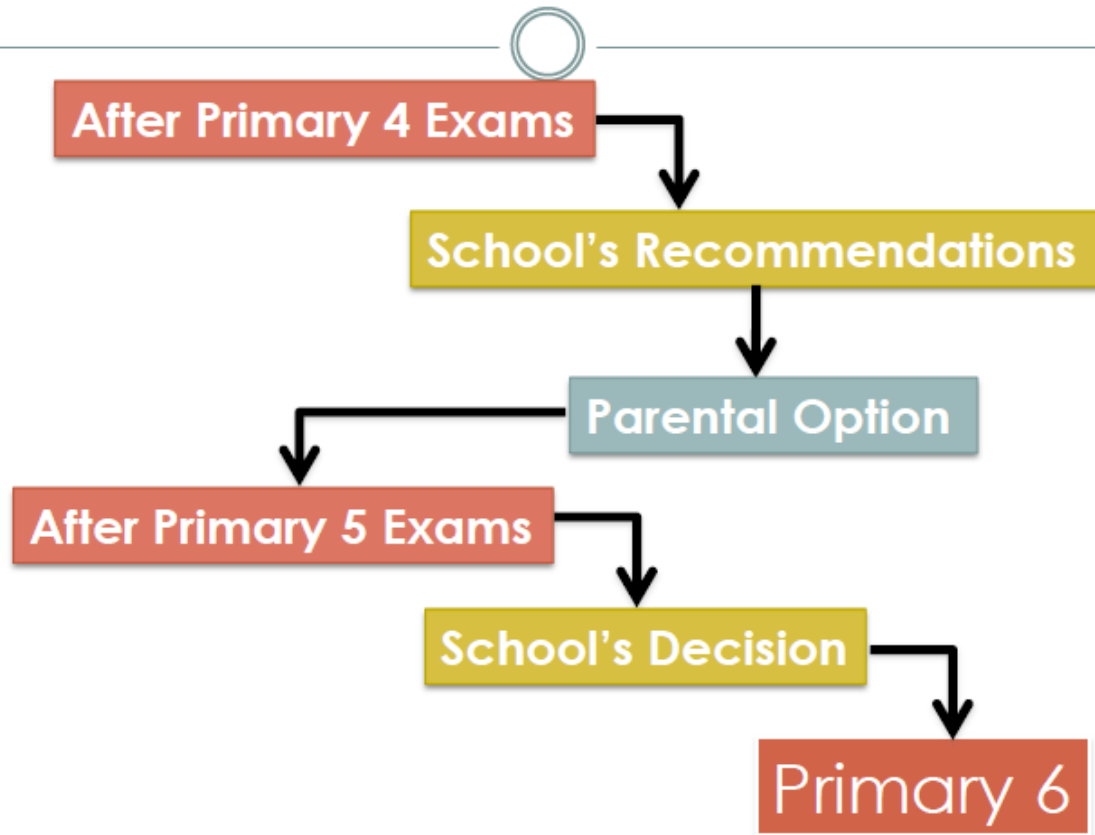 After Primary 4 Exams
School’s Recommendations
Parental Option
After Primary 5 Exams
School’s Decision
Primary 6